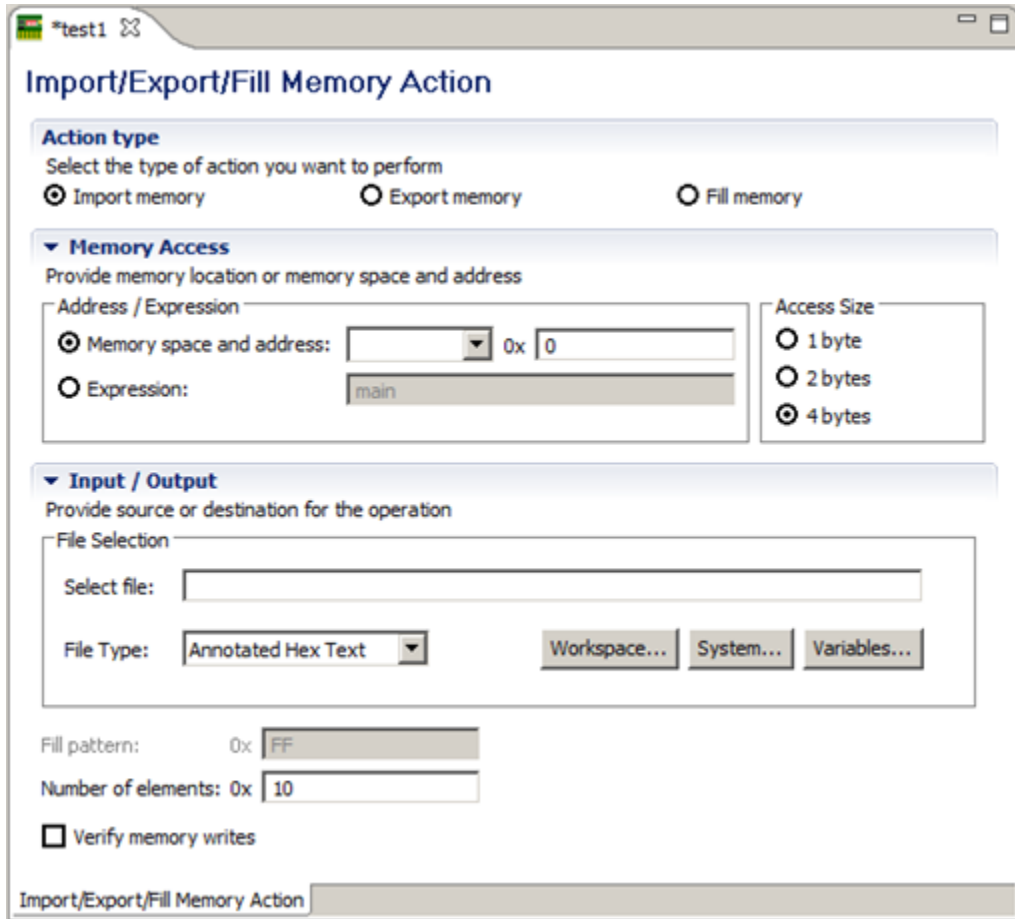 *test1
Import/Export/Fill Memory Action
Action type
Select the type of action you want to perform
Import memory Export memory Fill memory
Memory Access
Provide memory location or memory space and address
Address / Expression Access Size
Memory space and address: 0x 0 1 byte
Expression: main 2 bytes
4 bytes
Input / Output
Provide source or destination for the operation
File Selection
Select file:
File Type: Annotated Hex Text Workspace... System... Variables...
Fill pattern: 0x FF
Number of elements: 0x 10
Verify memory writes
Import/Export/Fill Memory Action